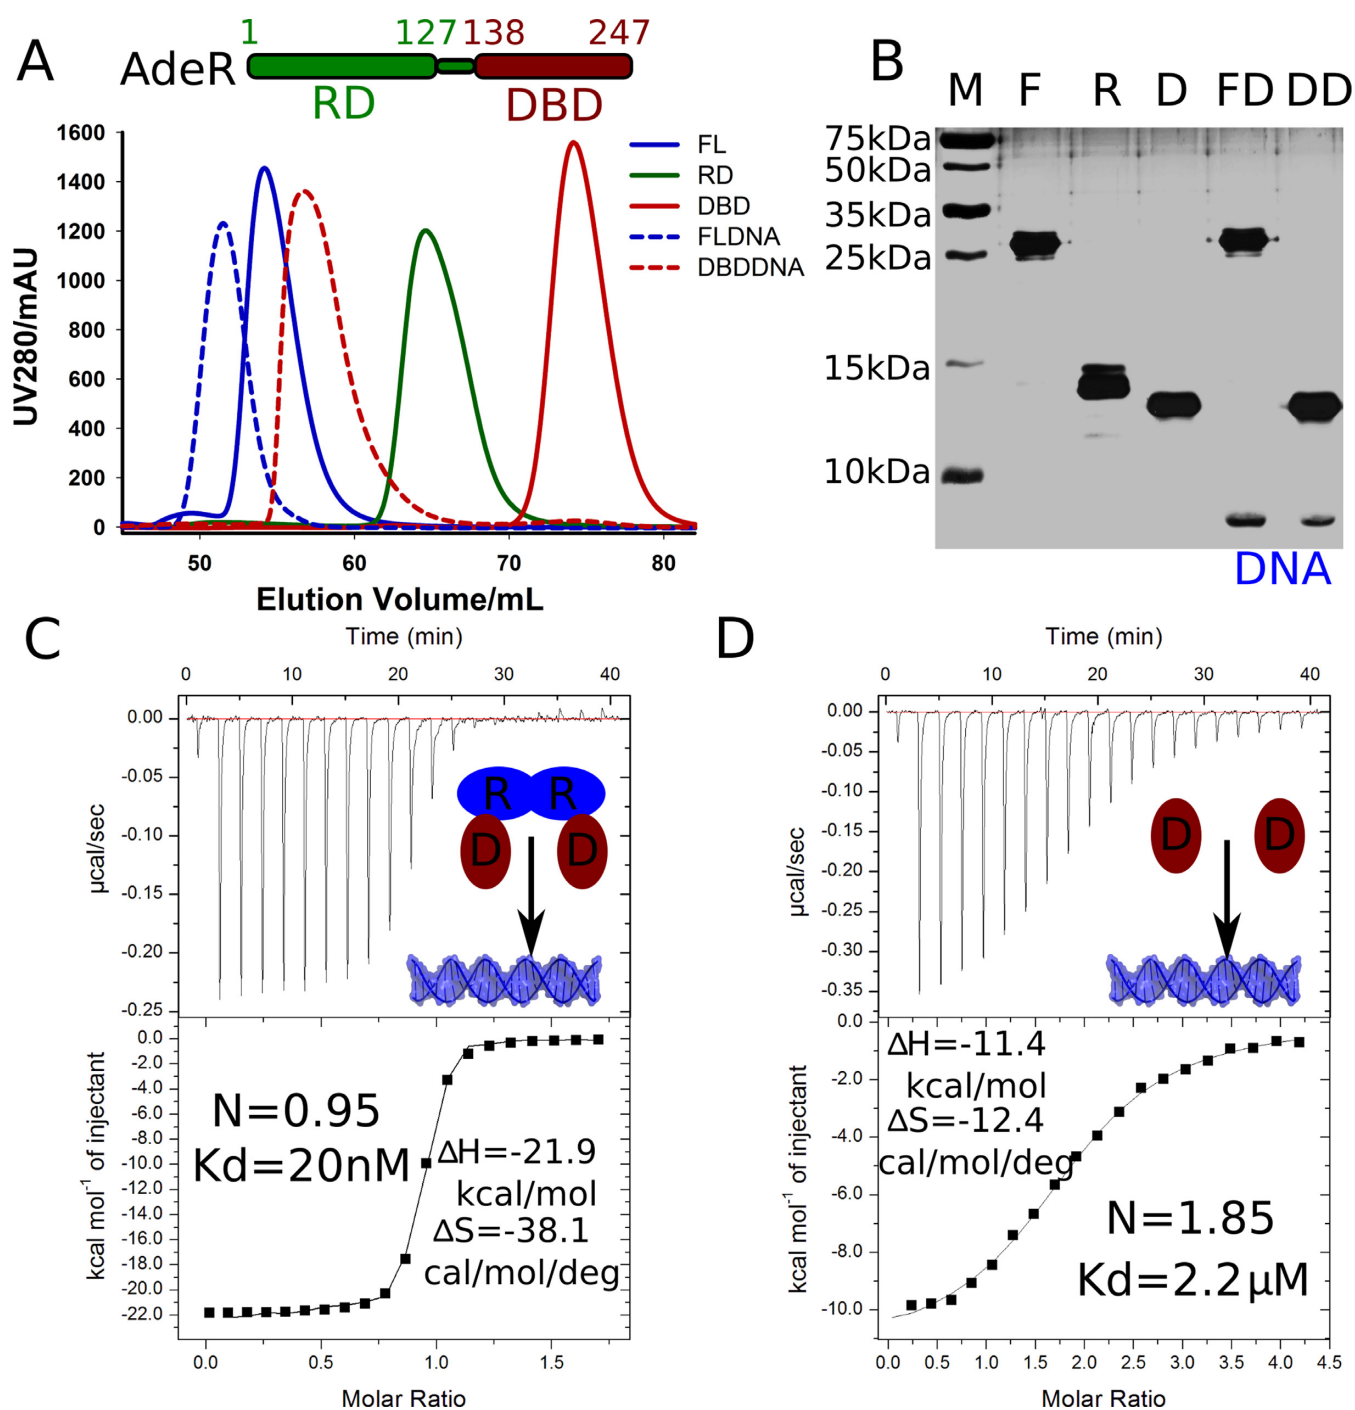 A
1 127 138 247
AdeR
RD DBD
1600
1400
1200
1000
800
600
400
200
0
UV280/mAU
50 60 70 80
Elution Volume/mL
FL
RD
DBD
FLDNA
DBDDNA
B
M F R D FD DD
75kDa
50kDa
35kDa
25kDa
15kDa
10kDa
DNA
C
Time (min)
0 10 20 30 40
0.00
-0.05
-0.10
-0.15
-0.20
-0.25
µcal/sec
R R
D D
0.0
-2.0
-4.0
-6.0
-8.0
-10.0
-12.0
-14.0
-16.0
-18.0
-20.0
-22.0
kcal mol⁻¹ of injectant
N=0.95
Kd=20nM
ΔH=-21.9
kcal/mol
ΔS=-38.1
cal/mol/deg
0.0 0.5 1.0 1.5
Molar Ratio
D
Time (min)
0 10 20 30 40
0.00
-0.05
-0.10
-0.15
-0.20
-0.25
-0.30
-0.35
µcal/sec
D D
0.0
-2.0
-4.0
-6.0
-8.0
-10.0
kcal mol⁻¹ of injectant
ΔH=-11.4
kcal/mol
ΔS=-12.4
cal/mol/deg
N=1.85
Kd=2.2µM
0.0 0.5 1.0 1.5 2.0 2.5 3.0 3.5 4.0 4.5
Molar Ratio